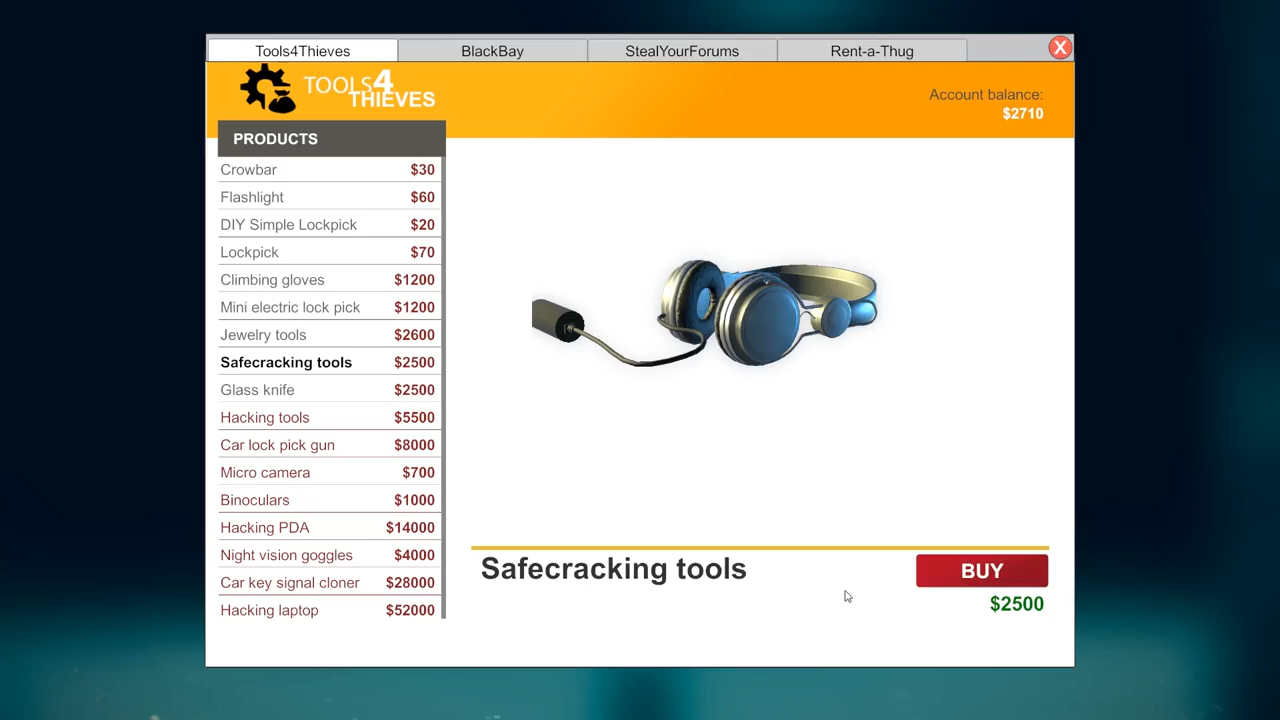 Tools4Thieves
BlackBay
StealYourForums
Rent-a-Thug
X
TOOLS4
THIEVES
Account balance:
$2710
PRODUCTS
Crowbar $30
Flashlight $60
DIY Simple Lockpick $20
Lockpick $70
Climbing gloves $1200
Mini electric lock pick $1200
Jewelry tools $2600
Safecracking tools $2500
Glass knife $2500
Hacking tools $5500
Car lock pick gun $8000
Micro camera $700
Binoculars $1000
Hacking PDA $14000
Night vision goggles $4000
Car key signal cloner $28000
Hacking laptop $52000
Safecracking tools
BUY
$2500